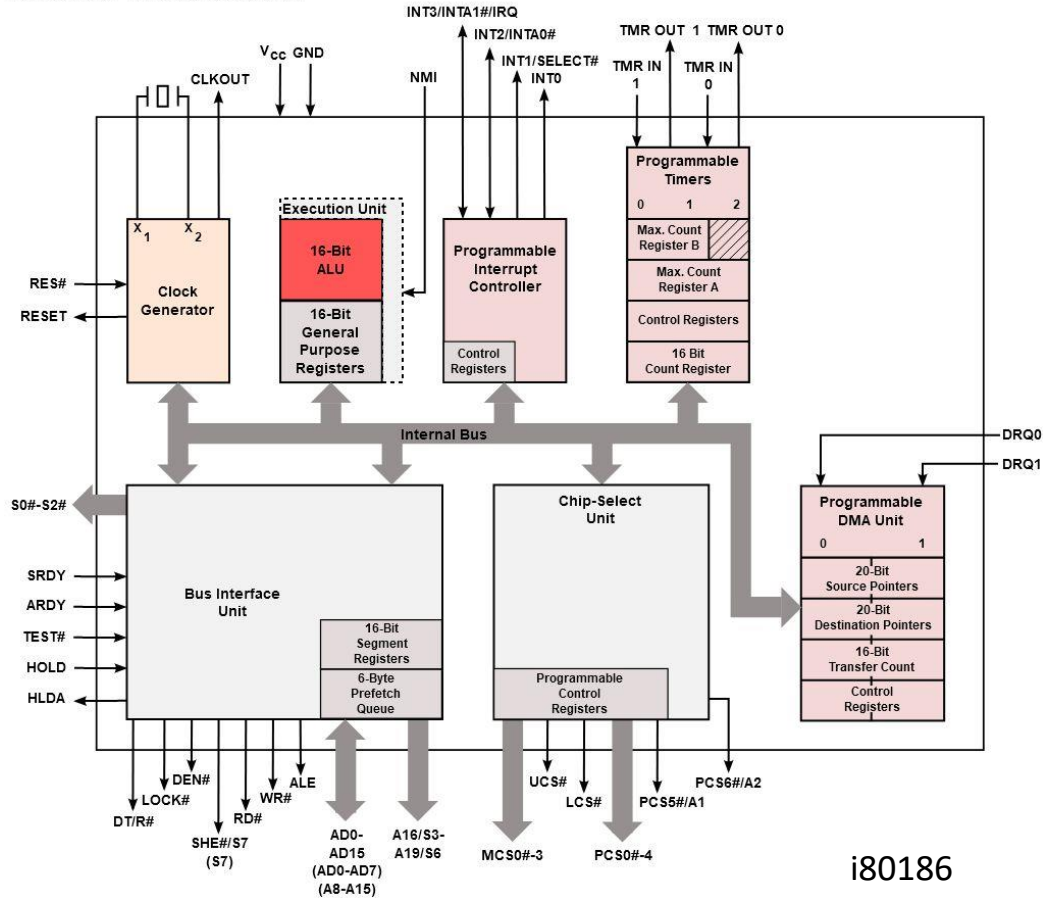 INT3/INTA1#/IRQ
TMR OUT 1 TMR OUT 0
INT2/INTA0#
VCC GND
INT1/SELECT#
TMR IN
1
TMR IN
0
CLKOUT
NMI
INT0
Programmable
Timers
0 1 2
Execution Unit
X1 X2
16-Bit
ALU
Programmable
Interrupt
Controller
Max. Count
Register B
Max. Count
Register A
RES#
Clock
Generator
RESET
16-Bit
General
Purpose
Registers
Control Registers
Control
Registers
16 Bit
Count Register
Internal Bus
DRQ0
DRQ1
S0#-S2#
Chip-Select
Unit
Programmable
DMA Unit
0 1
SRDY
ARDY
TEST#
HOLD
HLDA
Bus Interface
Unit
20-Bit
Source Pointers
20-Bit
Destination Pointers
16-Bit
Transfer Count
Control
Registers
16-Bit
Segment
Registers
6-Byte
Prefetch
Queue
Programmable
Control
Registers
DT/R#
LOCK#
DEN#
SHE#/S7
(S7)
RD#
WR#
ALE
AD0-
AD15
(AD0-AD7)
(A8-A15)
A16/S3-
A19/S6
MCS0#-3
UCS#
LCS#
PCS0#-4
PCS5#/A1
PCS6#/A2
i80186